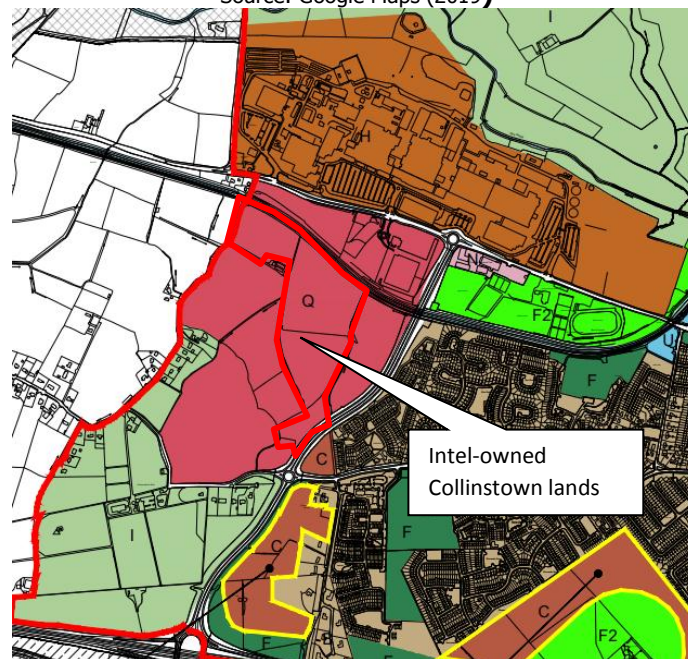 Source: Google Maps (2019)
I
H
N
Q
F2
U
F
C
Intel-owned
Collinstown lands
F
I
C
F
C
B
F2
F
F